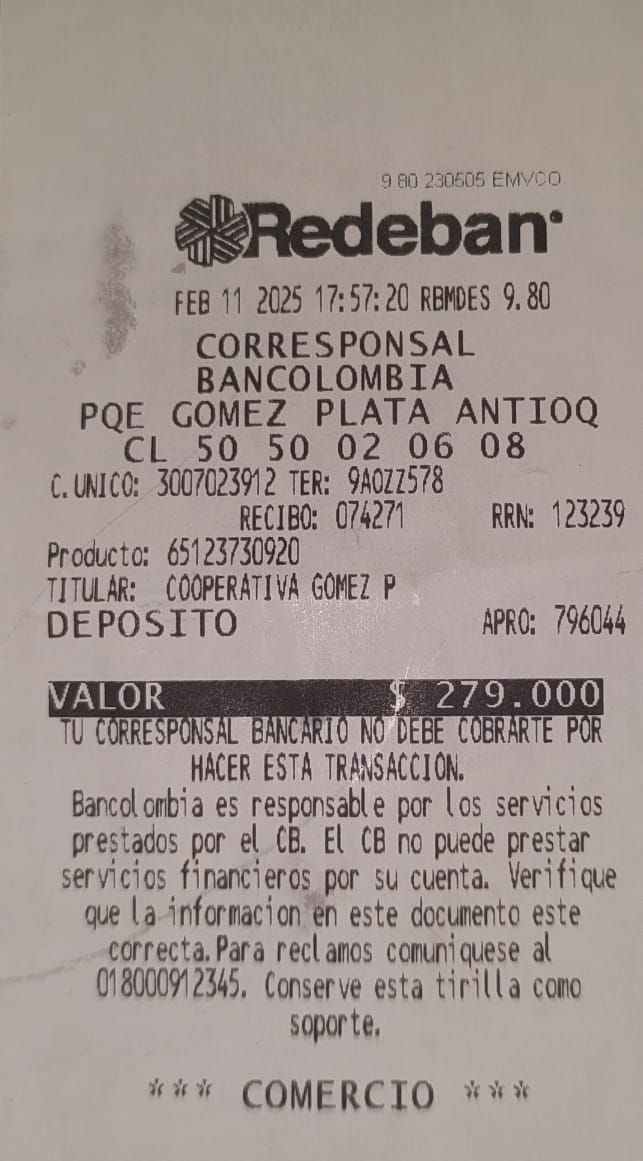 9.80 230505 EMVCO
Redeban
FEB 11 2025 17:57:20 RBMDES 9.80
CORRESPONSAL
BANCOLOMBIA
PQE GOMEZ PLATA ANTIOQ
CL 50 50 02 06 08
C.UNICO: 3007023912 TER: 9A0ZZ578
RECIBO: 074271 RRN: 123239
Producto: 65123730920
TITULAR: COOPERATIVA GOMEZ P
DEPOSITO APRO: 796044
VALOR $ 279.000
TU CORRESPONSAL BANCARIO NO DEBE COBRARTE POR
HACER ESTA TRANSACCION.
Bancolombia es responsable por los servicios
prestados por el CB. El CB no puede prestar
servicios financieros por su cuenta. Verifique
que la informacion en este documento este
correcta.Para reclamos comuniquese al
018000912345. Conserve esta tirilla como
soporte.
*** COMERCIO ***